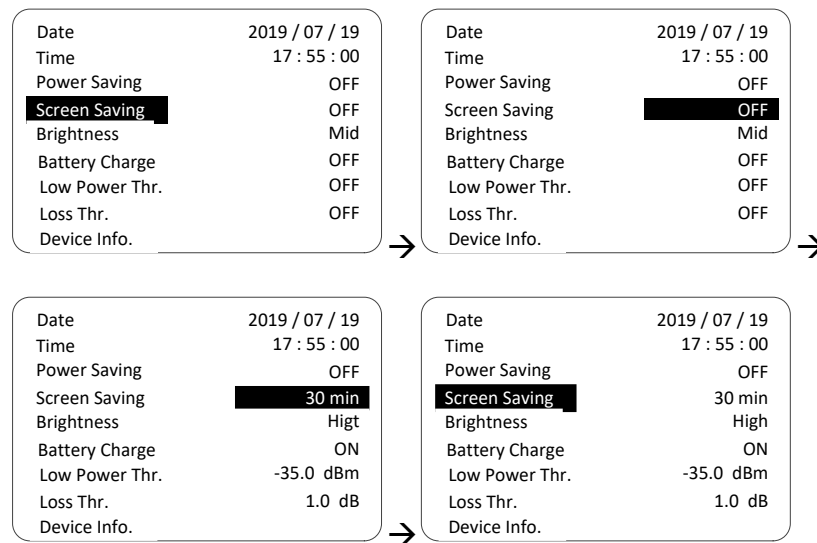 Date 2019 / 07 / 19
Time 17 : 55 : 00
Power Saving OFF
Screen Saving OFF
Brightness Mid
Battery Charge OFF
Low Power Thr. OFF
Loss Thr. OFF
Device Info.
→
Date 2019 / 07 / 19
Time 17 : 55 : 00
Power Saving OFF
Screen Saving OFF
Brightness Mid
Battery Charge OFF
Low Power Thr. OFF
Loss Thr. OFF
Device Info.
→
Date 2019 / 07 / 19
Time 17 : 55 : 00
Power Saving OFF
Screen Saving 30 min
Brightness Higt
Battery Charge ON
Low Power Thr. -35.0 dBm
Loss Thr. 1.0 dB
Device Info.
→
Date 2019 / 07 / 19
Time 17 : 55 : 00
Power Saving OFF
Screen Saving 30 min
Brightness High
Battery Charge ON
Low Power Thr. -35.0 dBm
Loss Thr. 1.0 dB
Device Info.